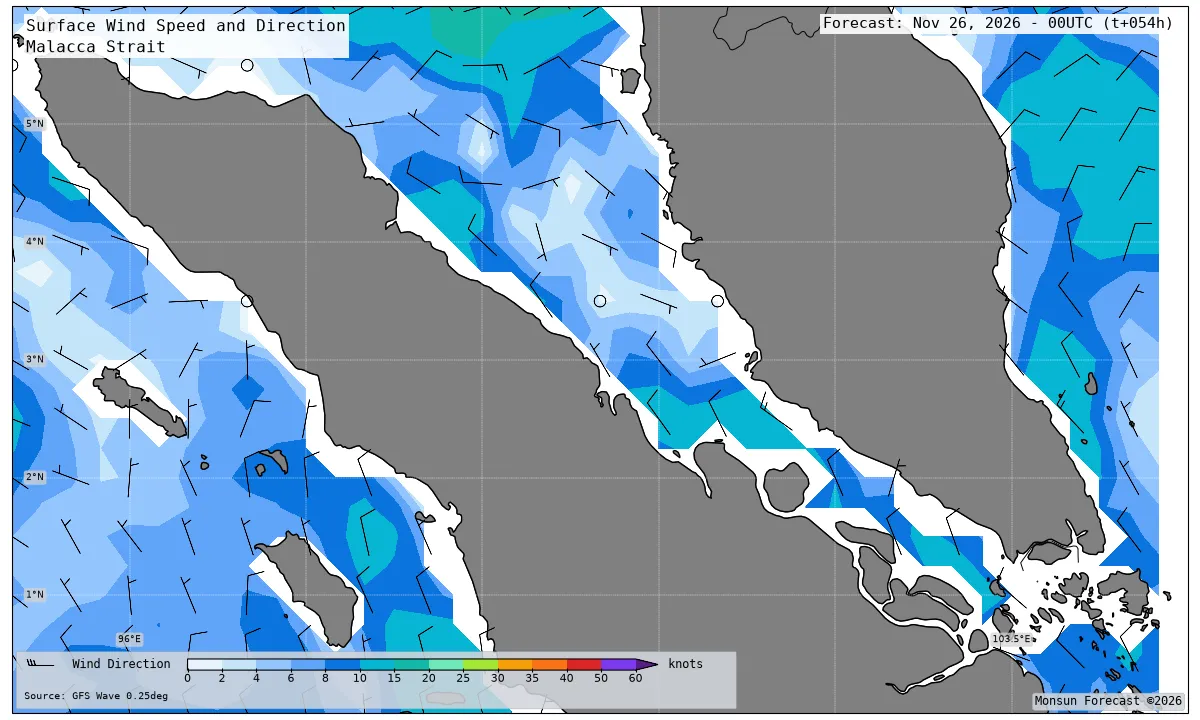 Surface Wind Speed and Direction
Malacca Strait
Forecast: Nov 26, 2026 - 00UTC (t+054h)
5°N
4°N
3°N
2°N
1°N
96°E
103.5°E
Wind Direction
knots
0 2 4 6 8 10 15 20 25 30 35 40 50 60
Source: GFS Wave 0.25deg
Monsun Forecast ©2026